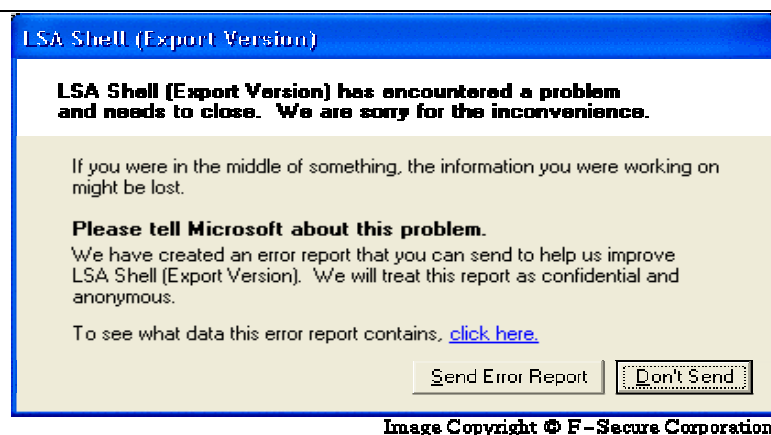 LSA Shell (Export Version)
LSA Shell (Export Version) has encountered a problem
and needs to close.  We are sorry for the inconvenience.
If you were in the middle of something, the information you were working on
might be lost.
Please tell Microsoft about this problem.
We have created an error report that you can send to help us improve
LSA Shell (Export Version).  We will treat this report as confidential and
anonymous.
To see what data this error report contains, click here.
Send Error Report
Don't Send
Image Copyright © F-Secure Corporation